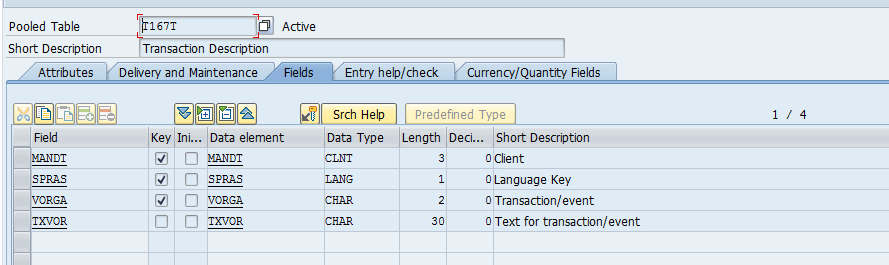 Pooled Table T167T Active
Short Description Transaction Description
Attributes Delivery and Maintenance Fields Entry help/check Currency/Quantity Fields
Srch Help Predefined Type 1 / 4
Field Key Ini... Data element Data Type Length Deci... Short Description
MANDT MANDT CLNT 3 0 Client
SPRAS SPRAS LANG 1 0 Language Key
VORGA VORGA CHAR 2 0 Transaction/event
TXVOR TXVOR CHAR 30 0 Text for transaction/event